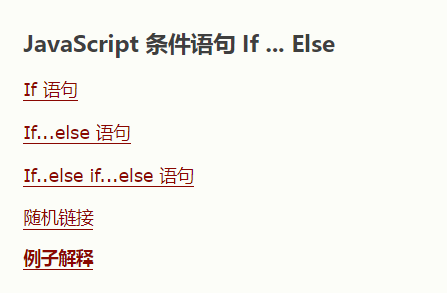 JavaScript 条件语句 If ... Else
If 语句
If...else 语句
If..else if...else 语句
随机链接
例子解释